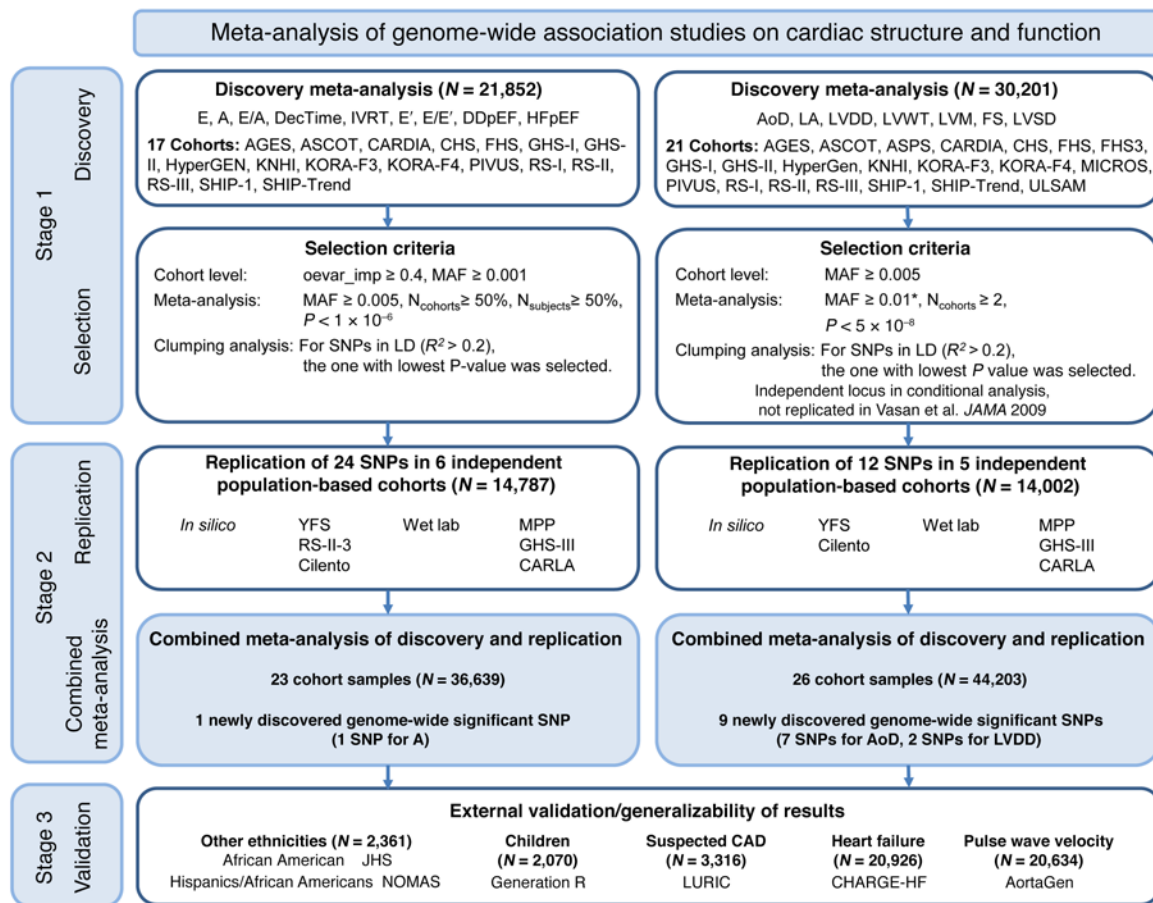 Meta-analysis of genome-wide association studies on cardiac structure and function
Stage 1
Discovery
Selection
Discovery meta-analysis (N = 21,852)
E, A, E/A, DecTime, IVRT, E′, E/E′, DDpEF, HFpEF
17 Cohorts: AGES, ASCOT, CARDIA, CHS, FHS, GHS-I, GHS-
II, HyperGEN, KNHI, KORA-F3, KORA-F4, PIVUS, RS-I, RS-II,
RS-III, SHIP-1, SHIP-Trend
Discovery meta-analysis (N = 30,201)
AoD, LA, LVDD, LVWT, LVM, FS, LVSD
21 Cohorts: AGES, ASCOT, ASPS, CARDIA, CHS, FHS, FHS3,
GHS-I, GHS-II, HyperGen, KNHI, KORA-F3, KORA-F4, MICROS,
PIVUS, RS-I, RS-II, RS-III, SHIP-1, SHIP-Trend, ULSAM
Selection criteria
Cohort level: oevar_imp ≥ 0.4, MAF ≥ 0.001
Meta-analysis: MAF ≥ 0.005, Ncohorts≥ 50%, Nsubjects≥ 50%,
P < 1 × 10⁻⁶
Clumping analysis: For SNPs in LD (R² > 0.2),
the one with lowest P-value was selected.
Selection criteria
Cohort level: MAF ≥ 0.005
Meta-analysis: MAF ≥ 0.01*, Ncohorts ≥ 2,
P < 5 × 10⁻⁸
Clumping analysis: For SNPs in LD (R² > 0.2),
the one with lowest P value was selected.
Independent locus in conditional analysis,
not replicated in Vasan et al. JAMA 2009
Stage 2
Replication
Combined
meta-analysis
Replication of 24 SNPs in 6 independent
population-based cohorts (N = 14,787)
In silico YFS Wet lab MPP
RS-II-3 GHS-III
Cilento CARLA
Replication of 12 SNPs in 5 independent
population-based cohorts (N = 14,002)
In silico YFS Wet lab MPP
Cilento GHS-III
CARLA
Combined meta-analysis of discovery and replication
23 cohort samples (N = 36,639)
1 newly discovered genome-wide significant SNP
(1 SNP for A)
Combined meta-analysis of discovery and replication
26 cohort samples (N = 44,203)
9 newly discovered genome-wide significant SNPs
(7 SNPs for AoD, 2 SNPs for LVDD)
Stage 3
Validation
External validation/generalizability of results
Other ethnicities (N = 2,361) Children Suspected CAD Heart failure Pulse wave velocity
African American JHS (N = 2,070) (N = 3,316) (N = 20,926) (N = 20,634)
Hispanics/African Americans NOMAS Generation R LURIC CHARGE-HF AortaGen